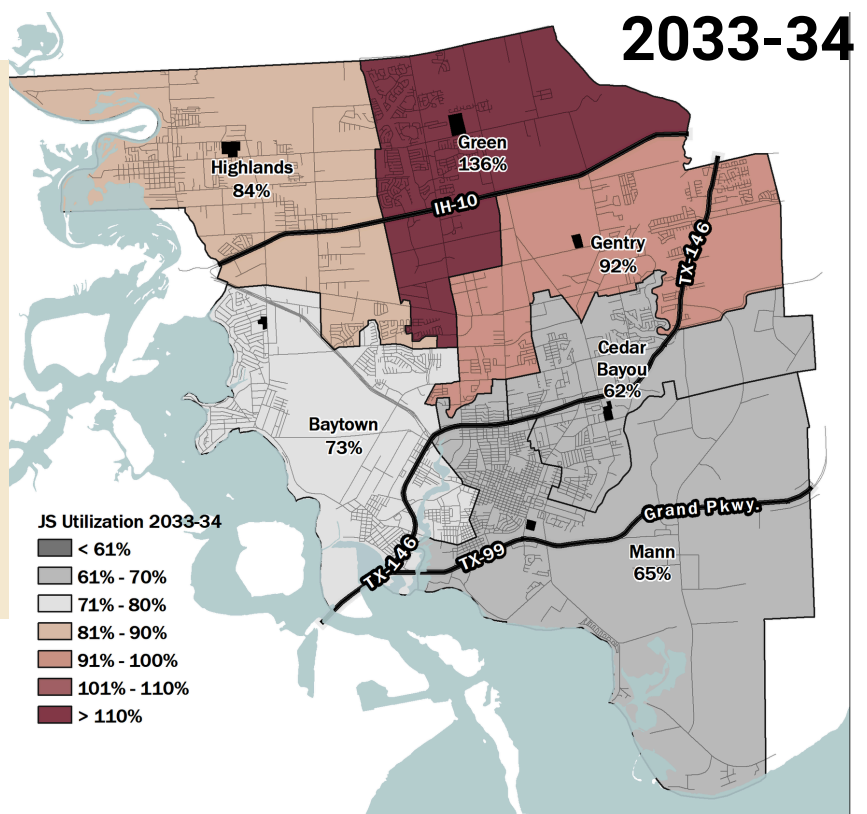 2033-34
Green
136%
Highlands
84%
IH-10
Gentry
92%
TX-146
Cedar
Bayou
62%
Baytown
73%
Grand Pkwy.
JS Utilization 2033-34
< 61%
61% - 70%
71% - 80%
81% - 90%
91% - 100%
101% - 110%
> 110%
TX-146
TX-99
Mann
65%